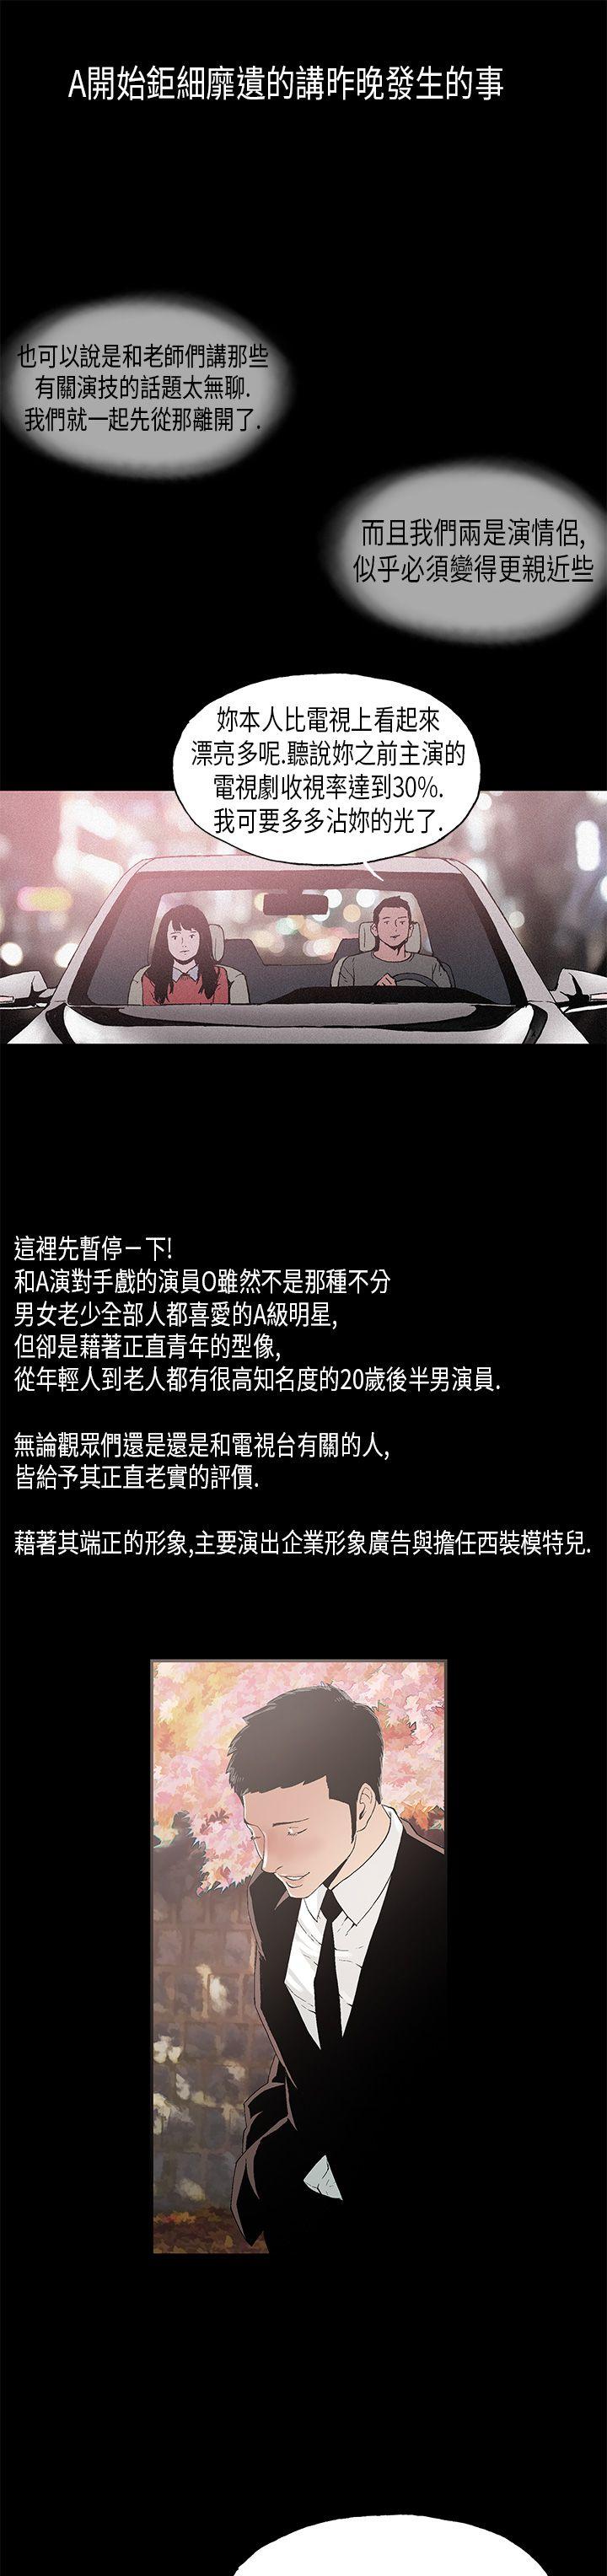 A開始鉅細靡遺的講昨晚發生的事
也可以說是和老師們講那些
有關演技的話題太無聊.
我們就一起先從那離開了.
而且我們兩是演情侶,
似乎必須變得更親近些
妳本人比電視上看起來
漂亮多呢.聽說妳之前主演的
電視劇收視率達到30%.
我可要多多沾妳的光了.
這裡先暫停一下!
和A演對手戲的演員O雖然不是那種不分
男女老少全部人都喜愛的A級明星,
但卻是藉著正直青年的型像,
從年輕人到老人都有很高知名度的20歲後半男演員.
無論觀眾們還是還是和電視台有關的人,
皆給予其正直老實的評價.
藉著其端正的形象,主要演出企業形象廣告與擔任西裝模特兒.